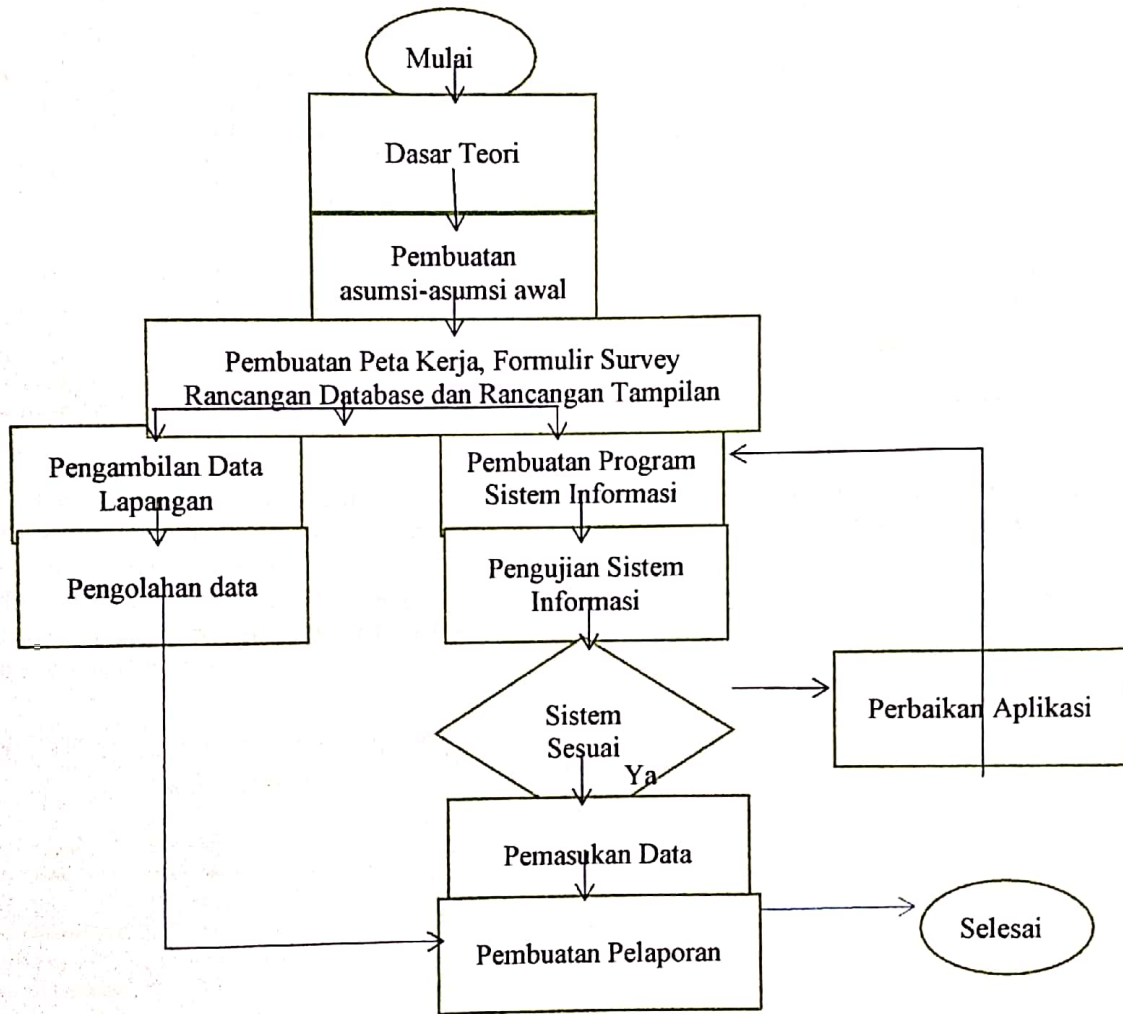 Mulai
Dasar Teori
Pembuatan
asumsi-asumsi awal
Pembuatan Peta Kerja, Formulir Survey
Rancangan Database dan Rancangan Tampilan
Pengambilan Data
Lapangan
Pembuatan Program
Sistem Informasi
Pengolahan data
Pengujian Sistem
Informasi
Sistem
Sesuai
Ya
Perbaikan Aplikasi
Pemasukan Data
Pembuatan Pelaporan
Selesai